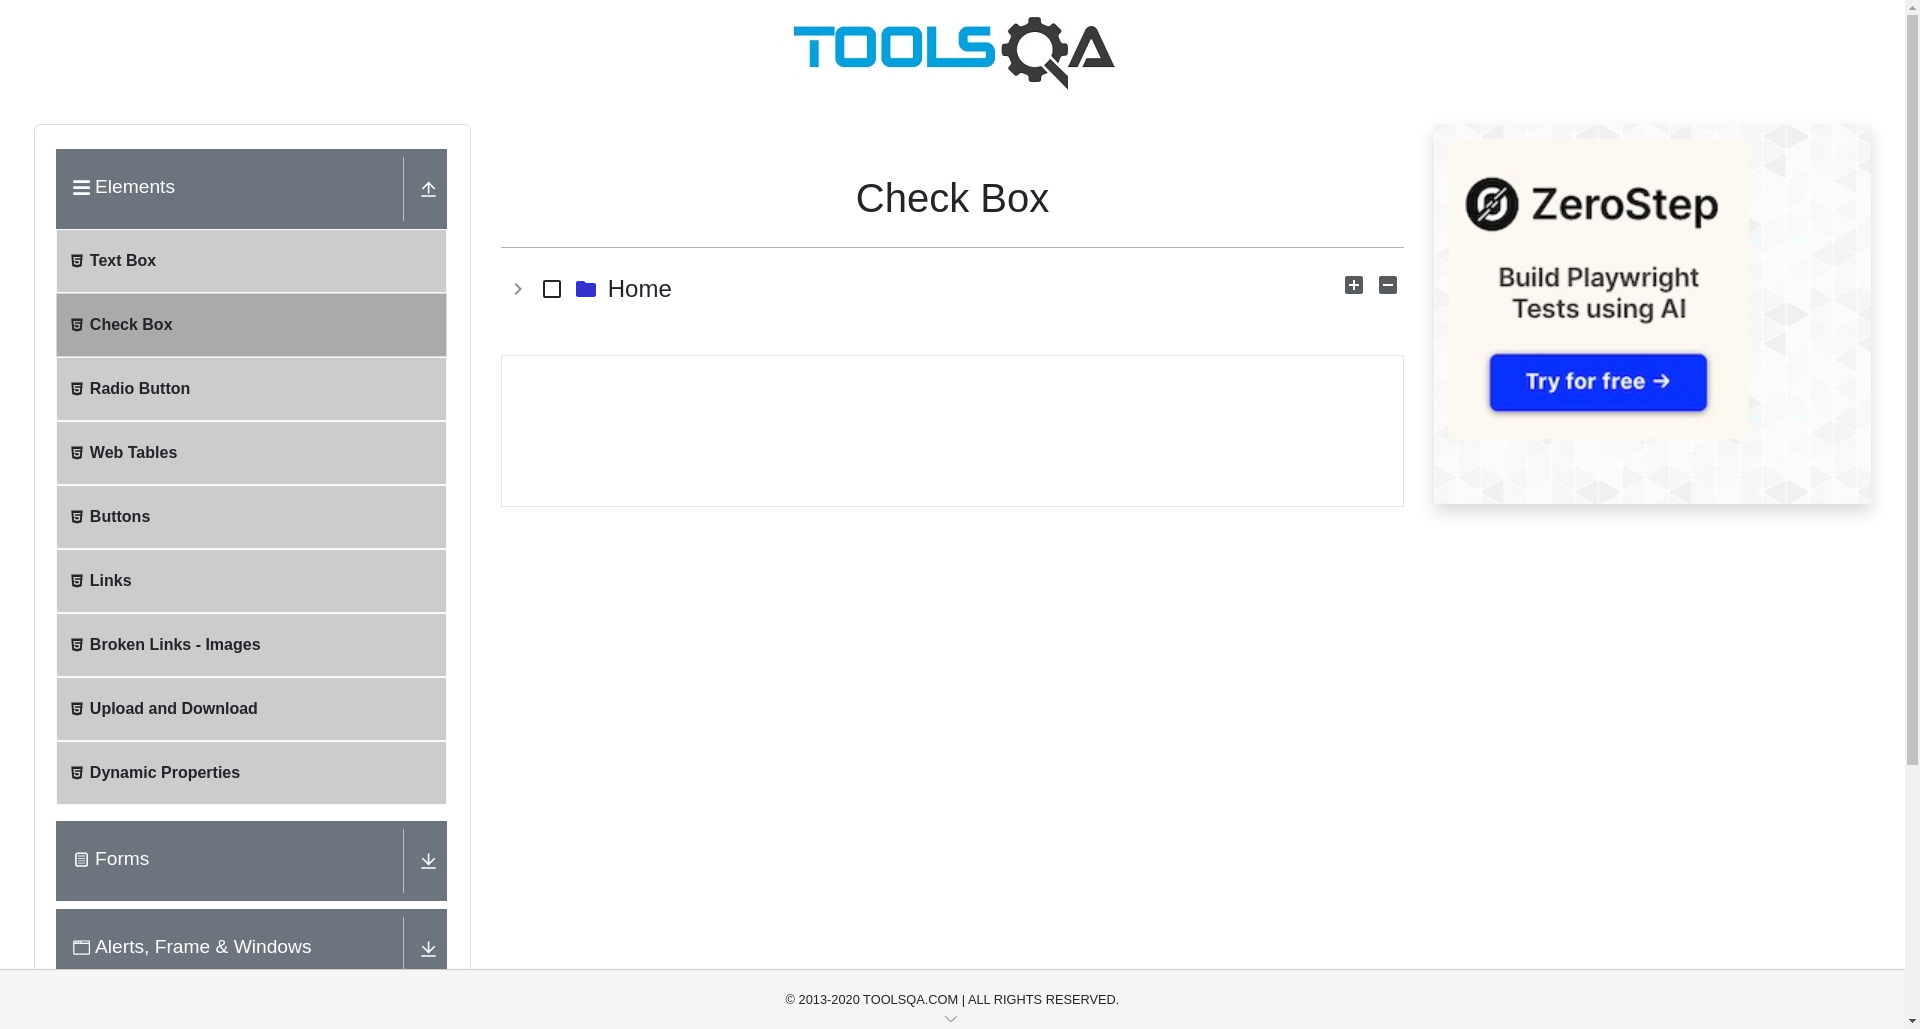 TOOLSQA
Elements
Text Box
Check Box
Radio Button
Web Tables
Buttons
Links
Broken Links - Images
Upload and Download
Dynamic Properties
Forms
Alerts, Frame & Windows
Check Box
Home
ZeroStep
Build Playwright
Tests using AI
Try for free →
© 2013-2020 TOOLSQA.COM | ALL RIGHTS RESERVED.